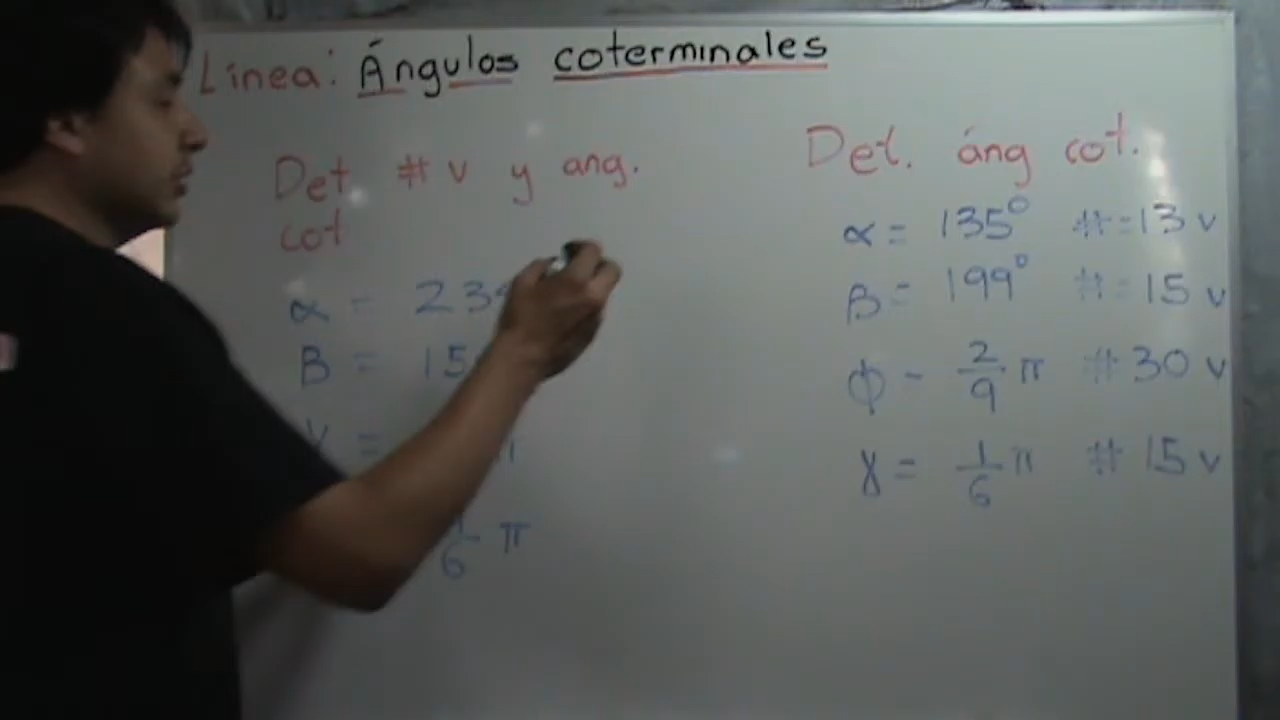 Línea: Ángulos coterminales
Det # v y ang.
cot
α = 23
β = 15
γ =
6 π
Det. áng cot.
α = 135° # = 13 v
β = 199° # = 15 v
ϕ = 2/9 π # 30 v
γ = 1/6 π # 15 v